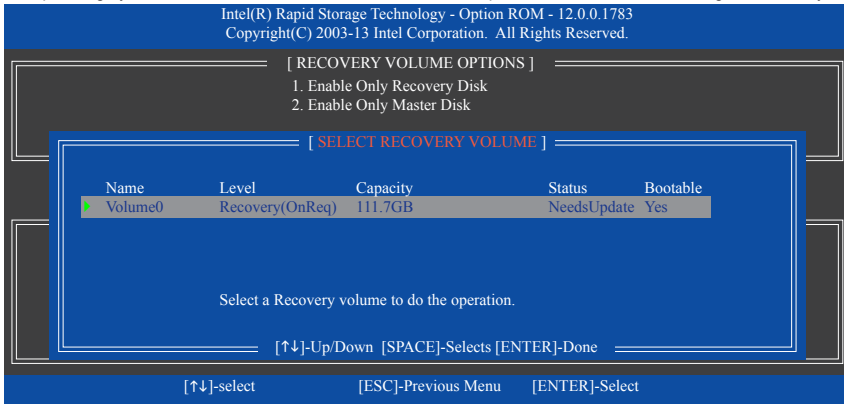 Intel(R) Rapid Storage Technology - Option ROM - 12.0.0.1783
Copyright(C) 2003-13 Intel Corporation. All Rights Reserved.
[ RECOVERY VOLUME OPTIONS ]
1. Enable Only Recovery Disk
2. Enable Only Master Disk
[ SELECT RECOVERY VOLUME ]
Name Level Capacity Status Bootable
Volume0 Recovery(OnReq) 111.7GB NeedsUpdate Yes
Select a Recovery volume to do the operation.
[↑↓]-Up/Down [SPACE]-Selects [ENTER]-Done
[↑↓]-select [ESC]-Previous Menu [ENTER]-Select